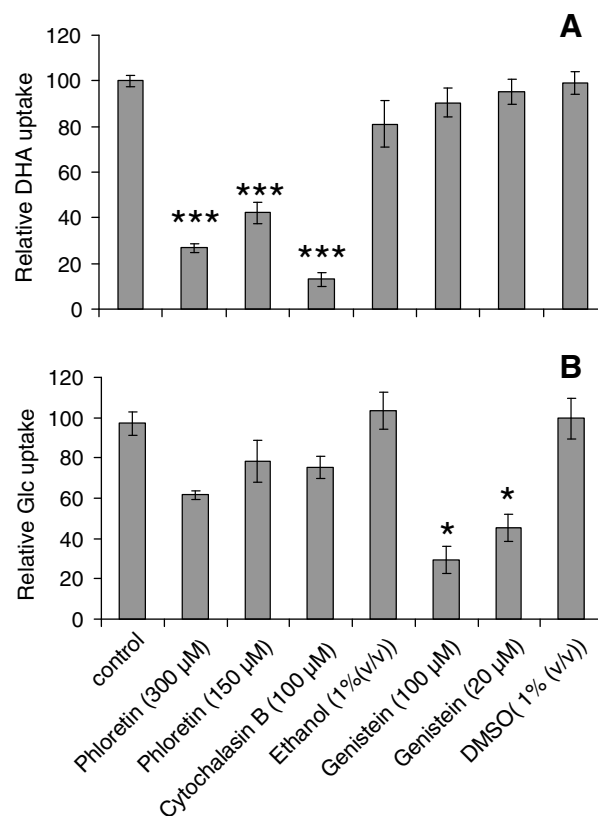 A
Relative DHA uptake
120
100
80
60
40
20
0
***
***
***
B
Relative Glc uptake
120
100
80
60
40
20
0
*
*
control
Phloretin (300 µM)
Phloretin (150 µM)
Cytochalasin B (100 µM)
Ethanol (1%(v/v))
Genistein (100 µM)
Genistein (20 µM)
DMSO( 1% (v/v))